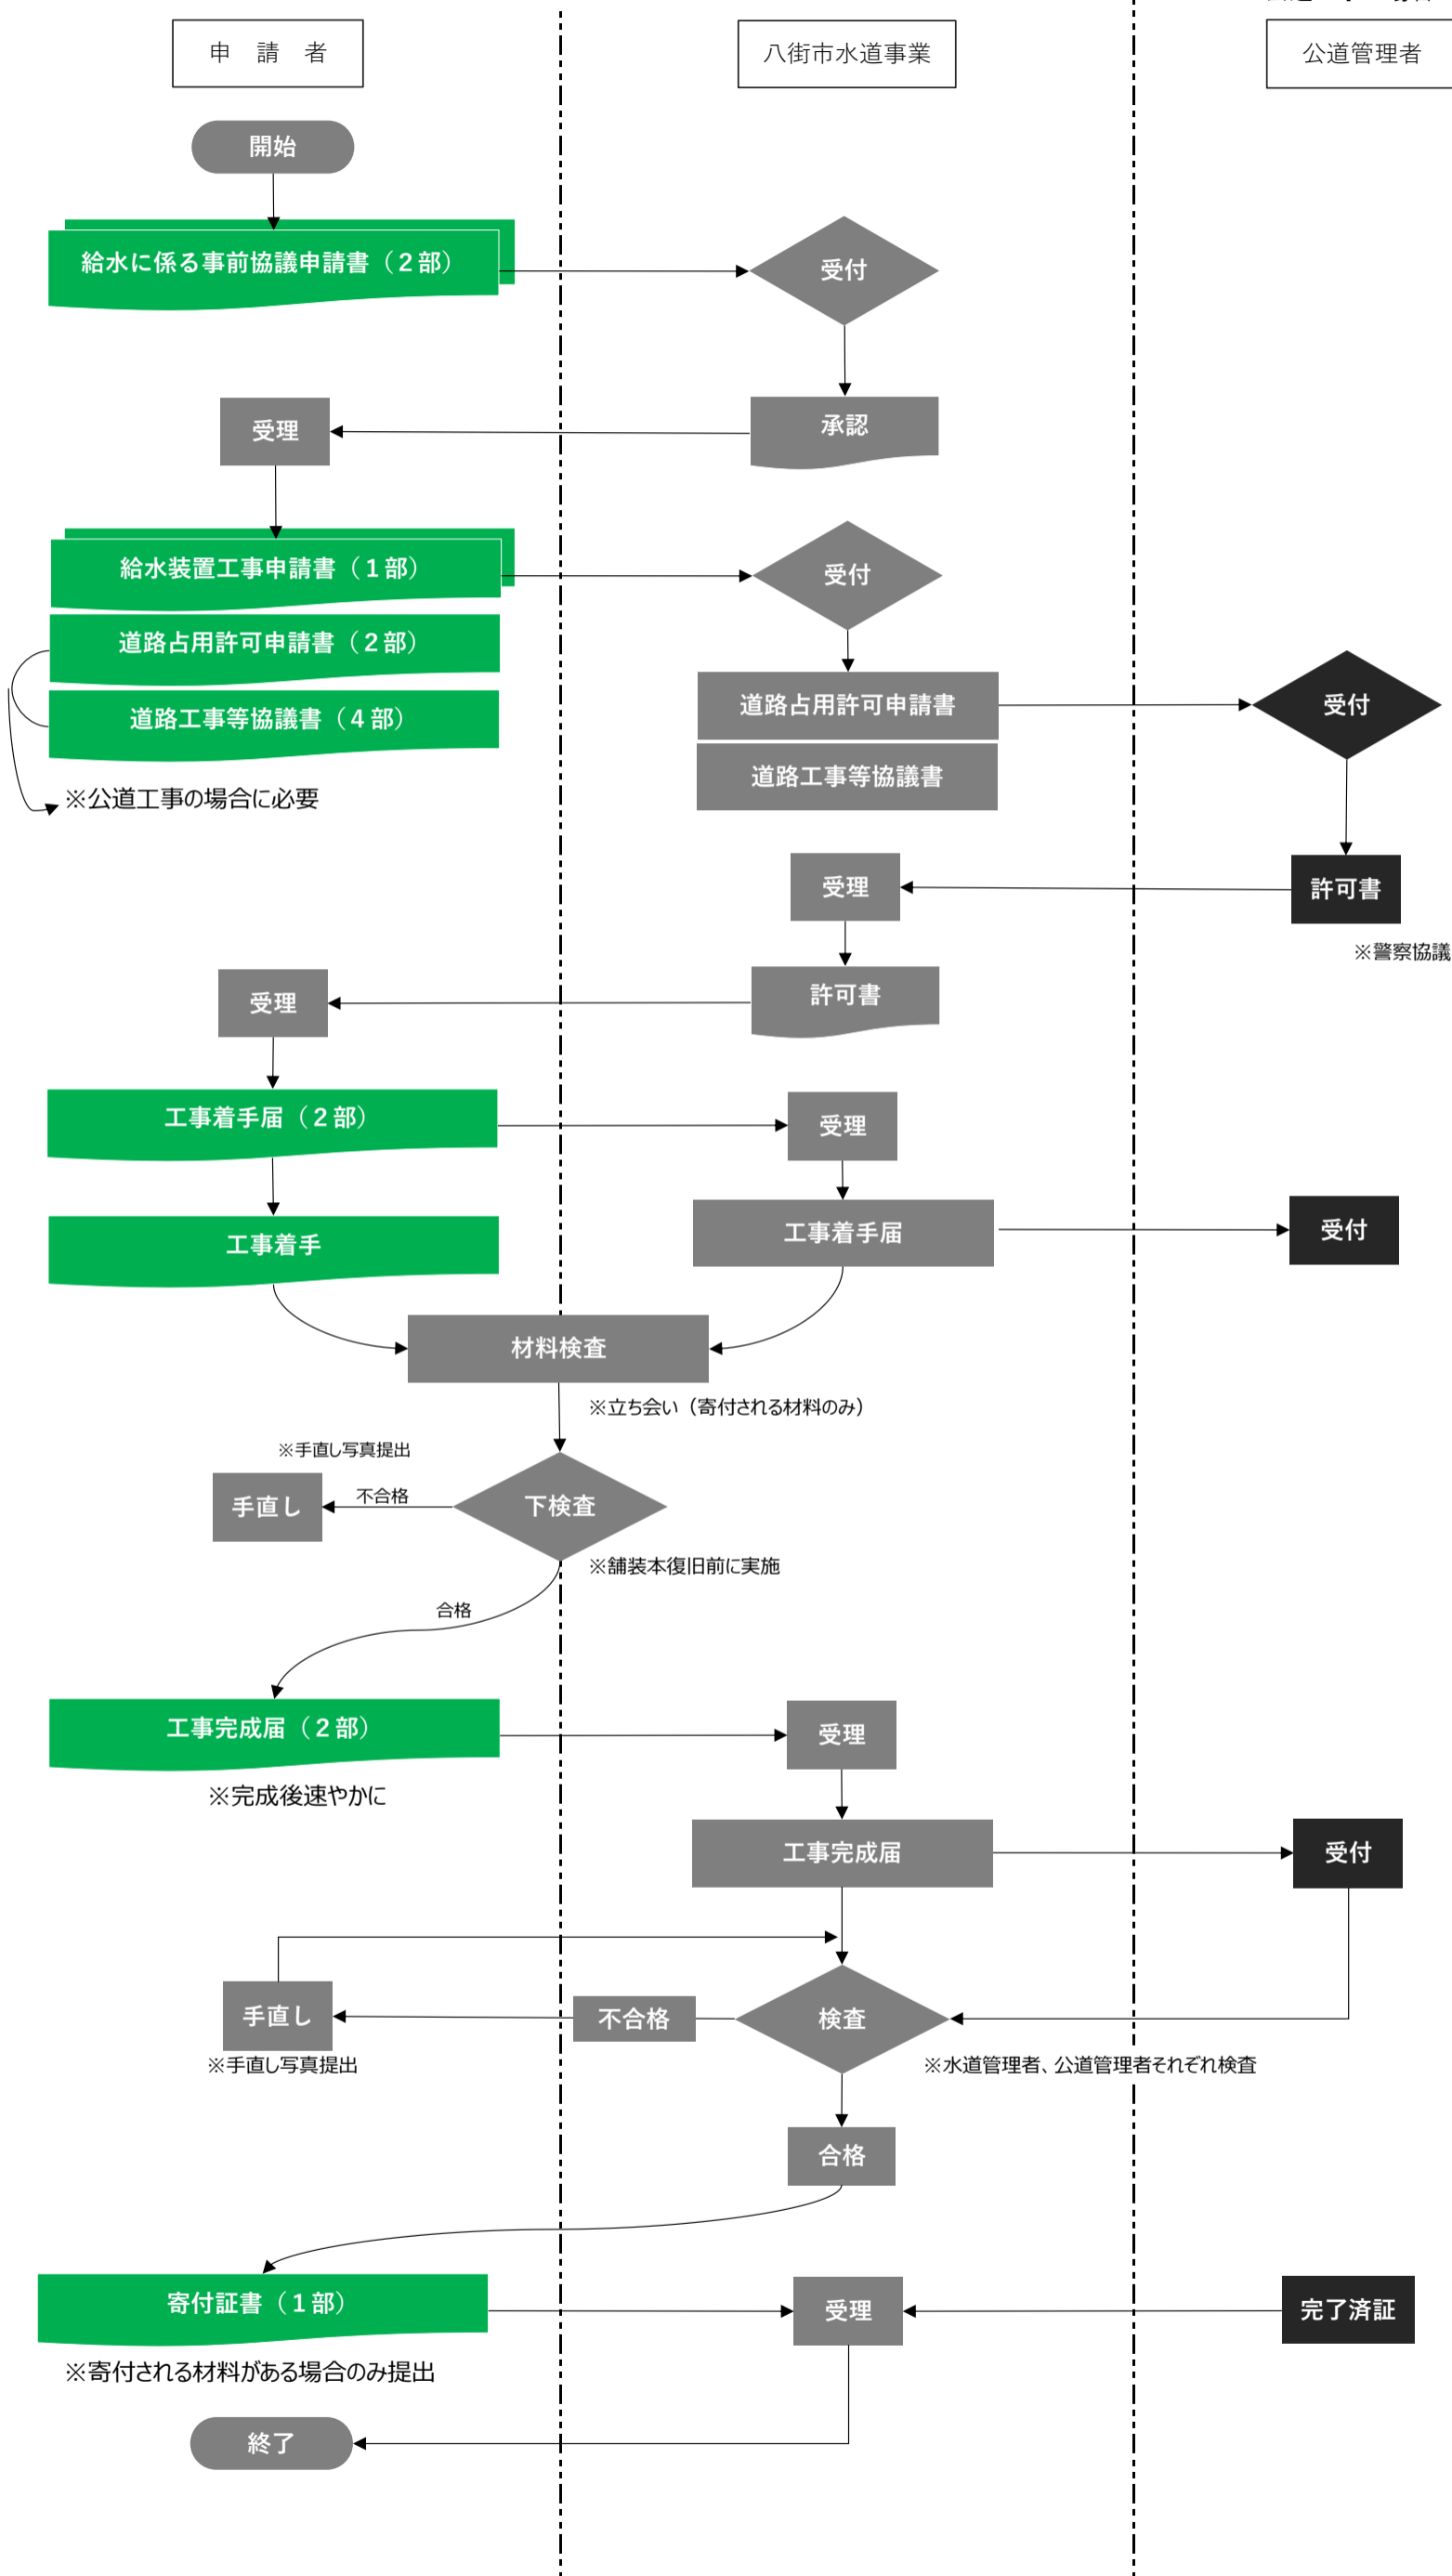 申　請　者
八街市水道事業
公道管理者
開始
給水に係る事前協議申請書（２部）
受付
承認
受理
給水装置工事申請書（１部）
受付
道路占用許可申請書（２部）
道路工事等協議書（４部）
※公道工事の場合に必要
道路占用許可申請書
受付
道路工事等協議書
受理
許可書
※警察協議
許可書
受理
工事着手届（２部）
受理
工事着手
工事着手届
受付
材料検査
※立ち会い（寄付される材料のみ）
※手直し写真提出
手直し
不合格
下検査
※舗装本復旧前に実施
合格
工事完成届（２部）
受理
※完成後速やかに
工事完成届
受付
手直し
不合格
検査
※手直し写真提出
※水道管理者、公道管理者それぞれ検査
合格
寄付証書（１部）
受理
完了済証
※寄付される材料がある場合のみ提出
終了